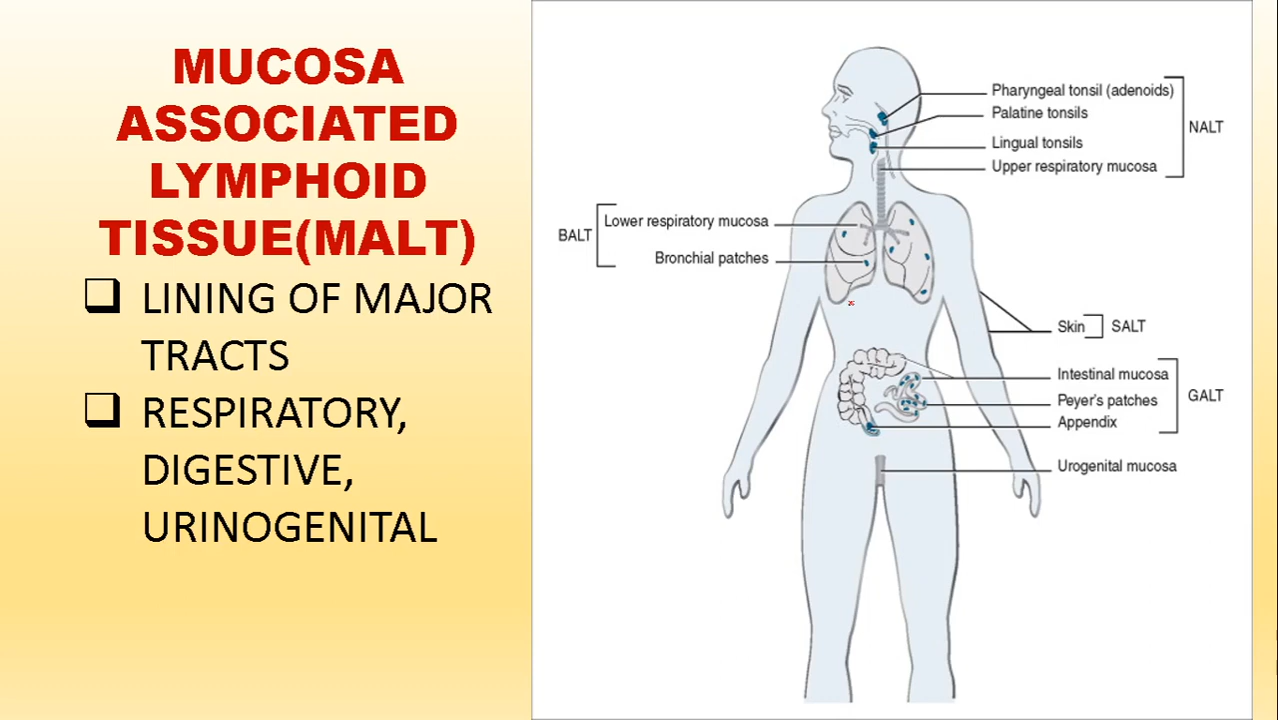 MUCOSA
ASSOCIATED
LYMPHOID
TISSUE(MALT)
LINING OF MAJOR
TRACTS
RESPIRATORY,
DIGESTIVE,
URINOGENITAL
Pharyngeal tonsil (adenoids)
Palatine tonsils
Lingual tonsils
Upper respiratory mucosa
NALT
BALT
Lower respiratory mucosa
Bronchial patches
Skin
SALT
Intestinal mucosa
Peyer's patches
Appendix
GALT
Urogenital mucosa